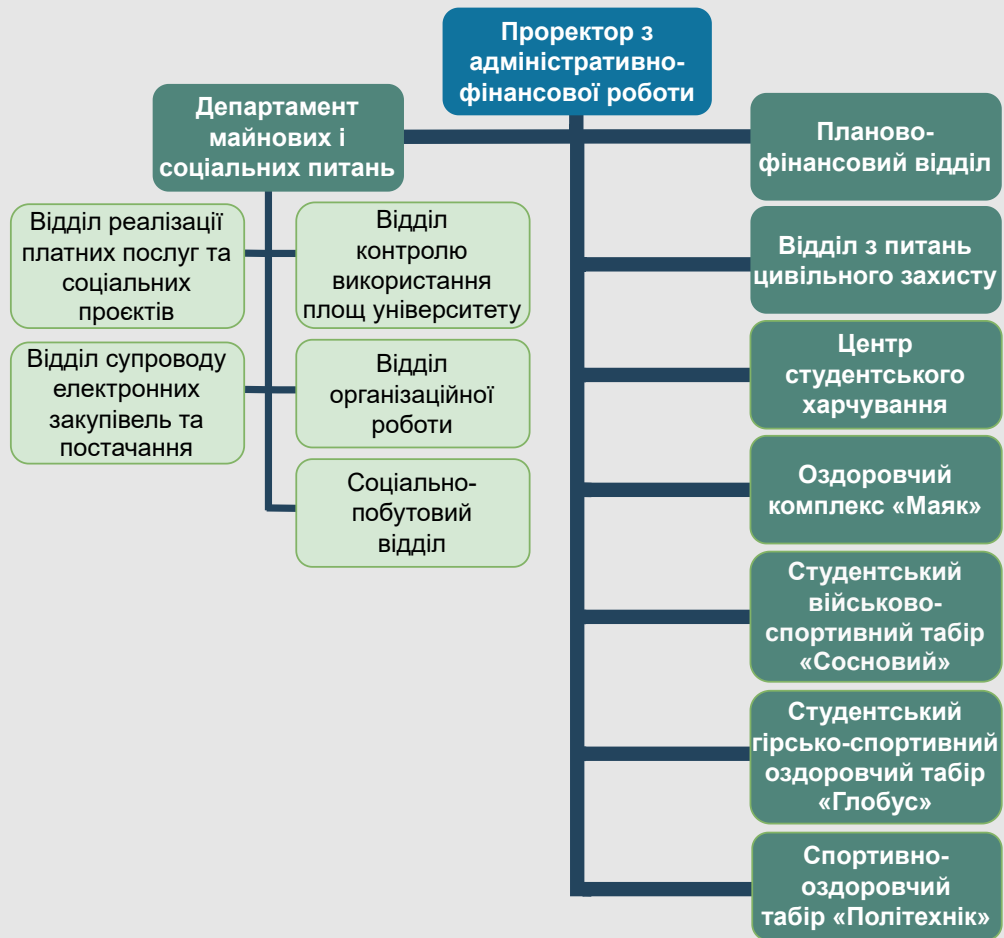 Проректор з
адміністративно-
фінансової роботи
Департамент
майнових і
соціальних питань
Відділ реалізації
платних послуг та
соціальних
проєктів
Відділ
контролю
використання
площ університету
Відділ супроводу
електронних
закупівель та
постачання
Відділ
організаційної
роботи
Соціально-
побутовий
відділ
Планово-
фінансовий відділ
Відділ з питань
цивільного захисту
Центр
студентського
харчування
Оздоровчий
комплекс «Маяк»
Студентський
військово-
спортивний табір
«Сосновий»
Студентський
гірсько-спортивний
оздоровчий табір
«Глобус»
Спортивно-
оздоровчий
табір «Політехнік»